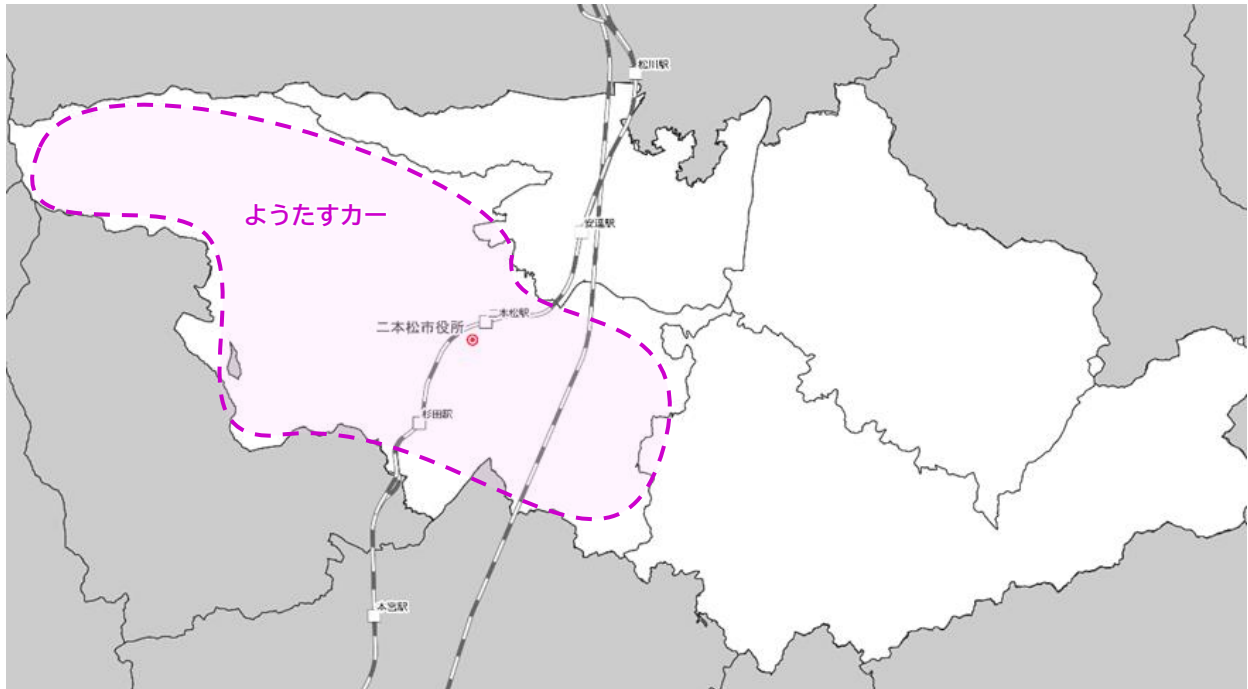 松川駅
ようたすカー
安達駅
二本松駅
二本松市役所
杉田駅
本宮駅